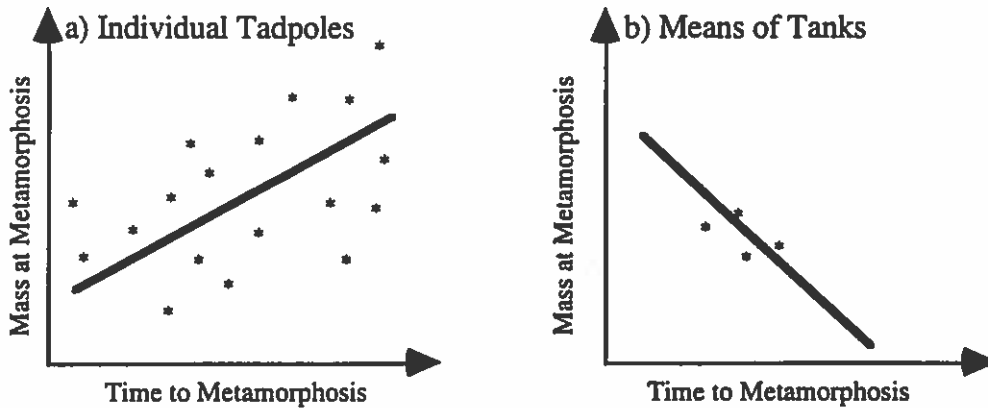 a) Individual Tadpoles
Mass at Metamorphosis
Time to Metamorphosis
b) Means of Tanks
Mass at Metamorphosis
Time to Metamorphosis